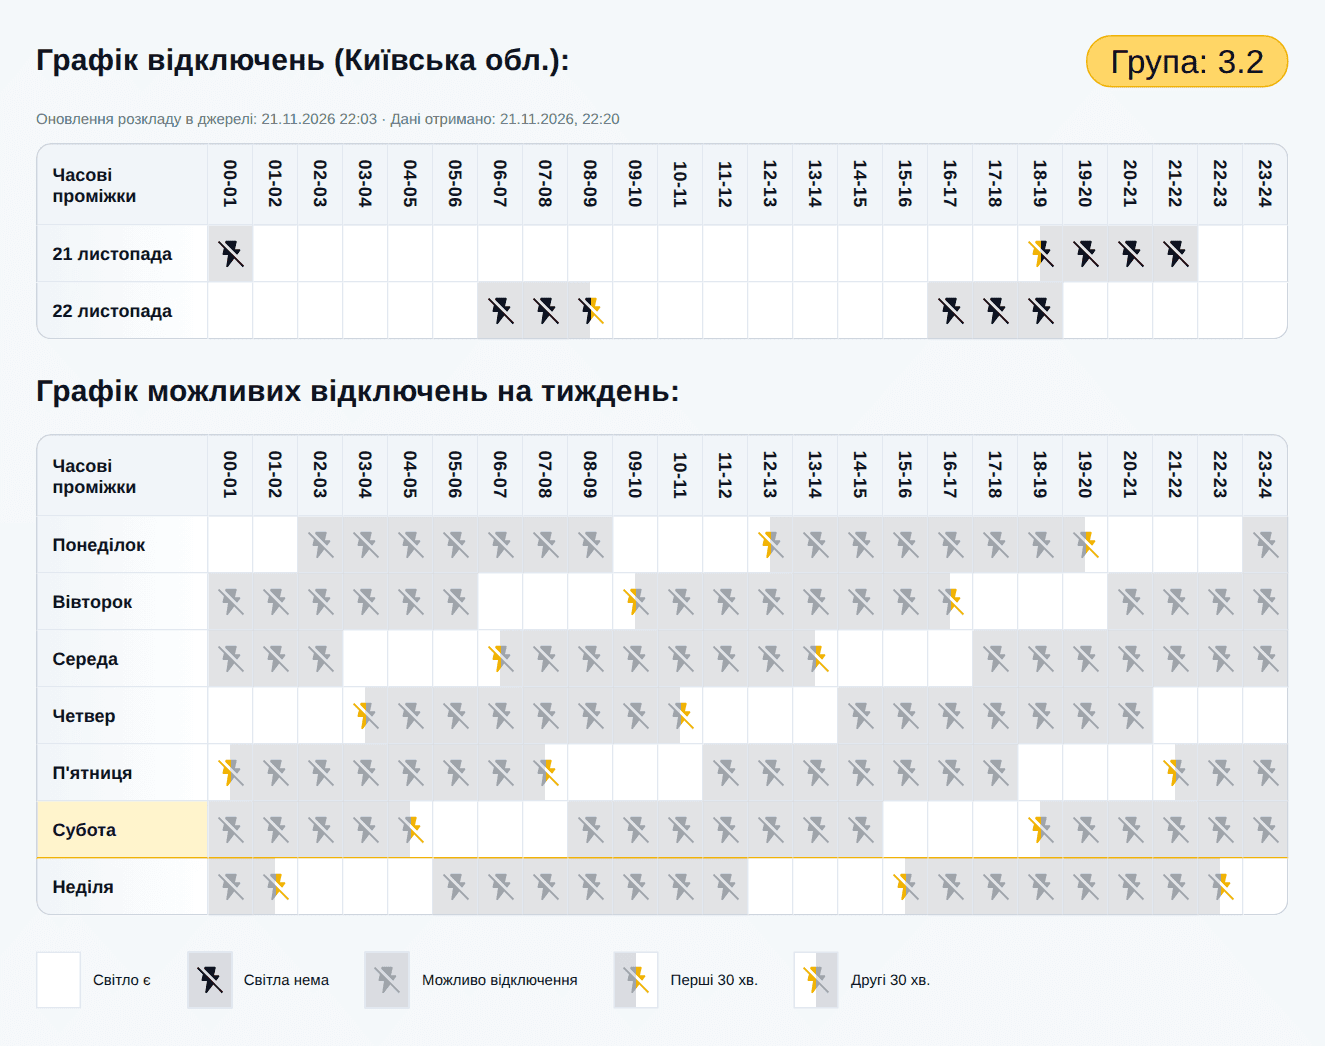 Графік відключень (Київська обл.):
Група: 3.2
Оновлення розкладу в джерелі: 21.11.2026 22:03 · Дані отримано: 21.11.2026, 22:20
Часові
проміжки
00-01 01-02 02-03 03-04 04-05 05-06 06-07 07-08 08-09 09-10 10-11 11-12 12-13 13-14 14-15 15-16 16-17 17-18 18-19 19-20 20-21 21-22 22-23 23-24
21 листопада
22 листопада
Графік можливих відключень на тиждень:
Часові
проміжки
00-01 01-02 02-03 03-04 04-05 05-06 06-07 07-08 08-09 09-10 10-11 11-12 12-13 13-14 14-15 15-16 16-17 17-18 18-19 19-20 20-21 21-22 22-23 23-24
Понеділок
Вівторок
Середа
Четвер
П'ятниця
Субота
Неділя
Світло є
Світла нема
Можливо відключення
Перші 30 хв.
Другі 30 хв.